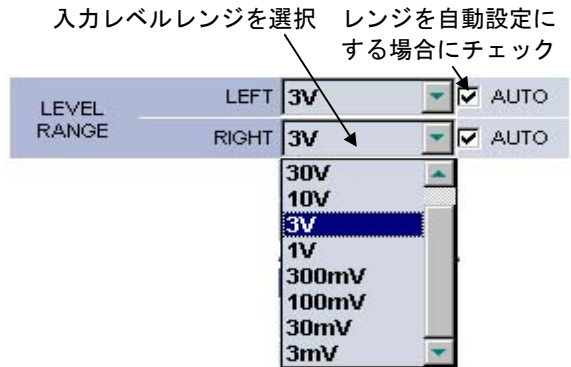 入力レベルレンジを選択
レンジを自動設定に
する場合にチェック
LEVEL
RANGE
LEFT 3V AUTO
RIGHT 3V AUTO
30V
10V
3V
1V
300mV
100mV
30mV
3mV